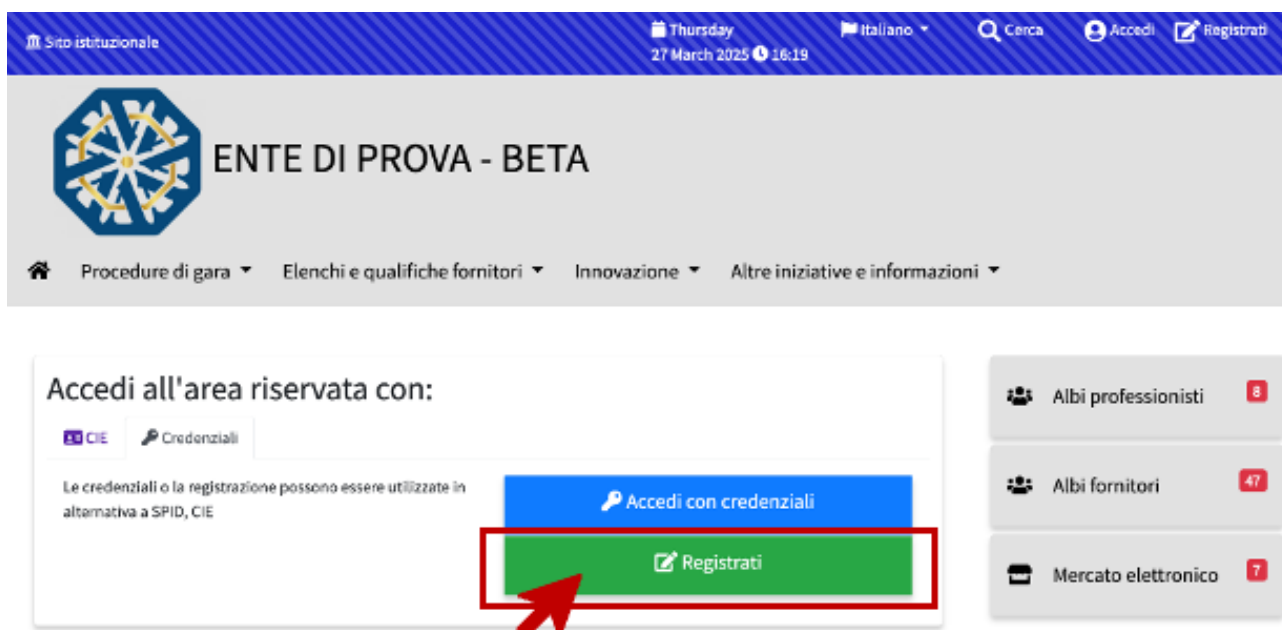 Sito istituzionale
Thursday
27 March 2025 16:19
Italiano
Cerca
Accedi
Registrati
ENTE DI PROVA - BETA
Procedure di gara
Elenchi e qualifiche fornitori
Innovazione
Altre iniziative e informazioni
Accedi all'area riservata con:
CIE
Credenziali
Le credenziali o la registrazione possono essere utilizzate in
alternativa a SPID, CIE
Accedi con credenziali
Registrati
Albi professionisti 8
Albi fornitori 47
Mercato elettronico 7